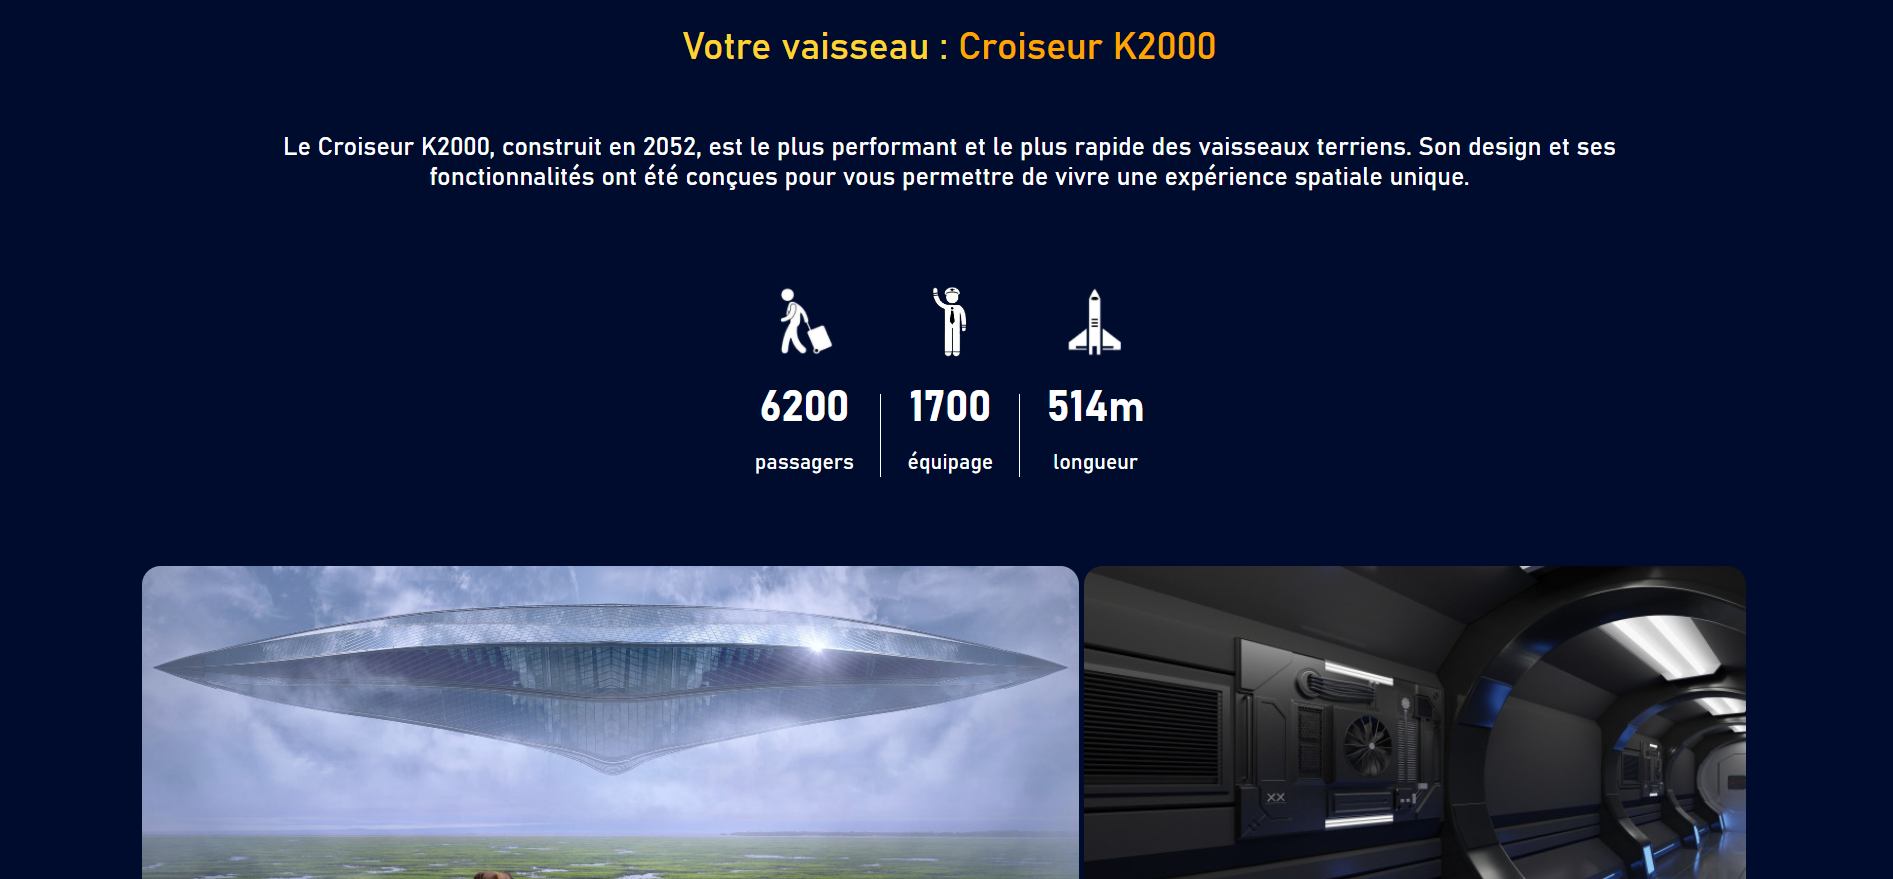 Votre vaisseau : Croiseur K2000
Le Croiseur K2000, construit en 2052, est le plus performant et le plus rapide des vaisseaux terriens. Son design et ses
fonctionnalités ont été conçues pour vous permettre de vivre une expérience spatiale unique.
6200 1700 514m
passagers équipage longueur
XX